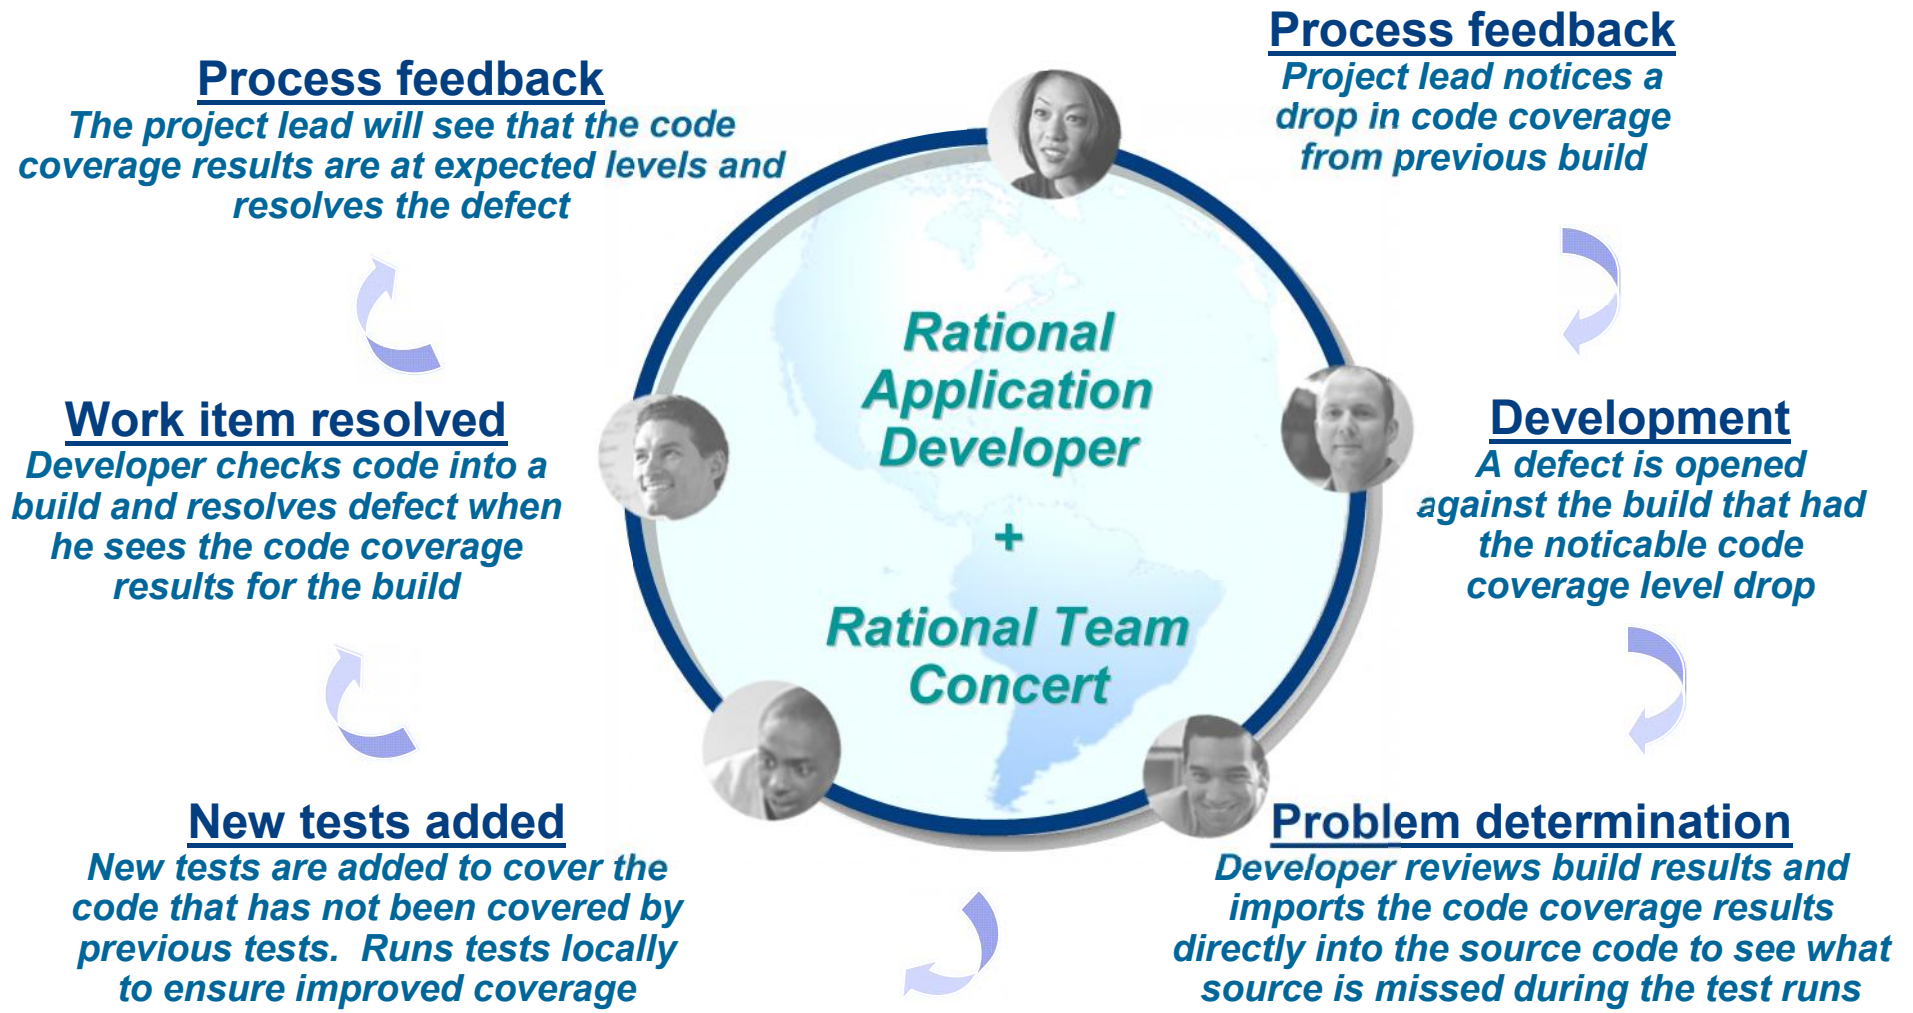 Process feedback
The project lead will see that the code
coverage results are at expected levels and
resolves the defect
Process feedback
Project lead notices a
drop in code coverage
from previous build
Rational
Application
Developer
+
Rational Team
Concert
Work item resolved
Developer checks code into a
build and resolves defect when
he sees the code coverage
results for the build
Development
A defect is opened
against the build that had
the noticable code
coverage level drop
New tests added
New tests are added to cover the
code that has not been covered by
previous tests.  Runs tests locally
to ensure improved coverage
Problem determination
Developer reviews build results and
imports the code coverage results
directly into the source code to see what
source is missed during the test runs